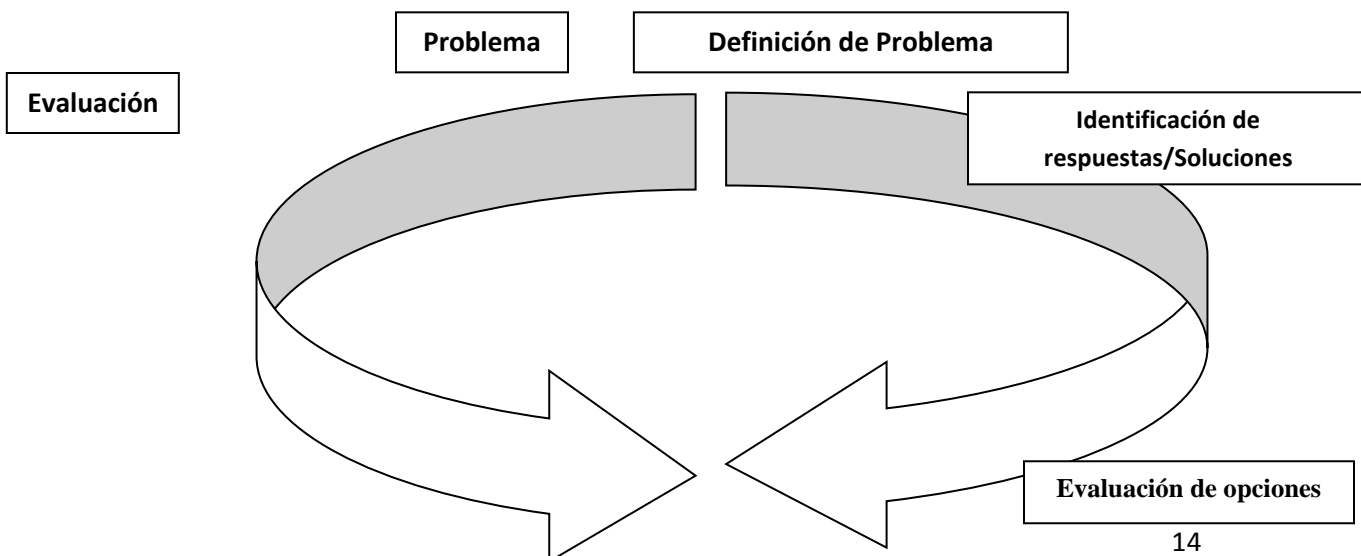 Problema
Definición de Problema
Evaluación
Identificación de
respuestas/Soluciones
Evaluación de opciones
14